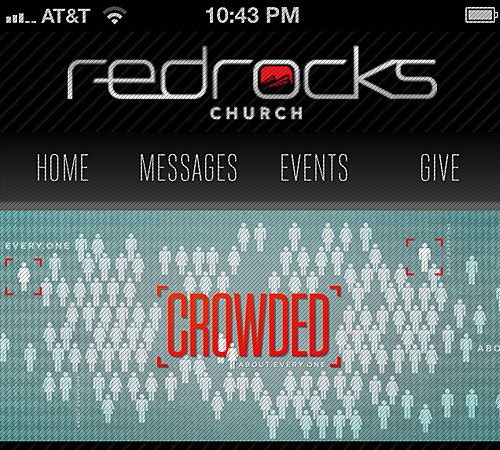 AT&T 10:43 PM
redrocks
CHURCH
HOME MESSAGES EVENTS GIVE
.EVERY.ONE
CROWDED
ABOUT.EVERY.ONE
ABO